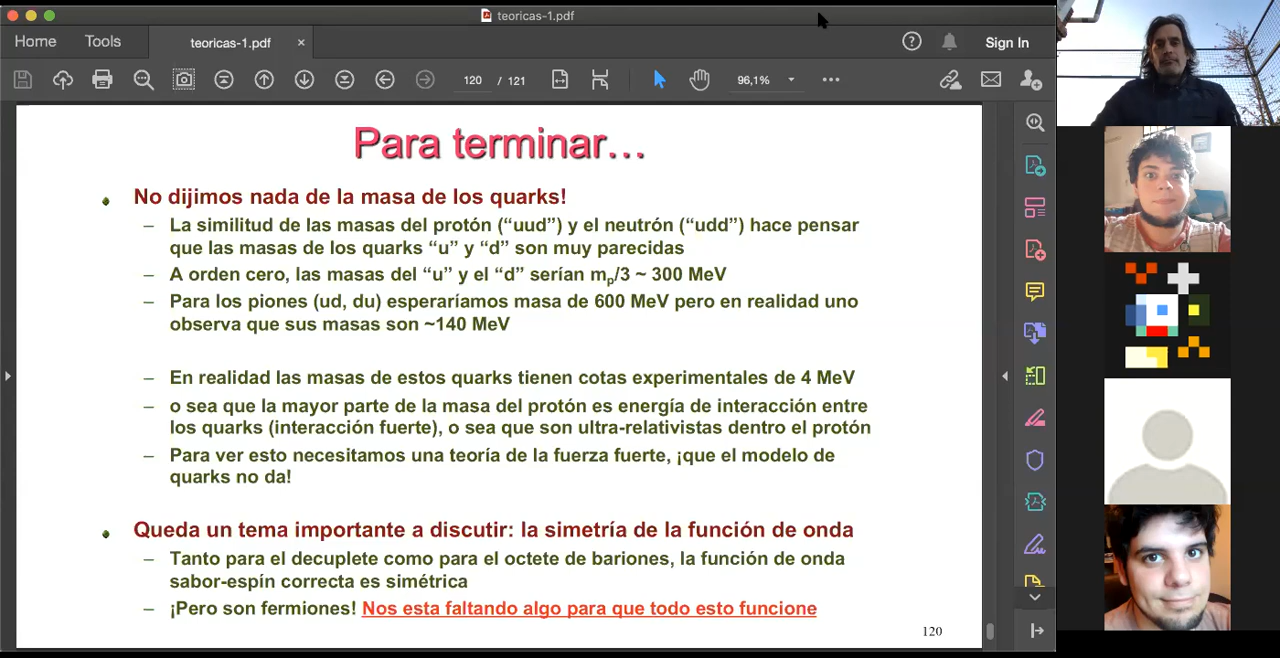 teoricas-1.pdf
Home Tools teoricas-1.pdf × Sign In
120 / 121 96,1%
Para terminar…
No dijimos nada de la masa de los quarks!
– La similitud de las masas del protón (“uud”) y el neutrón (“udd”) hace pensar
que las masas de los quarks “u” y “d” son muy parecidas
– A orden cero, las masas del “u” y el “d” serían mp/3 ~ 300 MeV
– Para los piones (ud, du) esperaríamos masa de 600 MeV pero en realidad uno
observa que sus masas son ~140 MeV
– En realidad las masas de estos quarks tienen cotas experimentales de 4 MeV
– o sea que la mayor parte de la masa del protón es energía de interacción entre
los quarks (interacción fuerte), o sea que son ultra-relativistas dentro el protón
– Para ver esto necesitamos una teoría de la fuerza fuerte, ¡que el modelo de
quarks no da!
Queda un tema importante a discutir: la simetría de la función de onda
– Tanto para el decuplete como para el octete de bariones, la función de onda
sabor-espín correcta es simétrica
– ¡Pero son fermiones! Nos esta faltando algo para que todo esto funcione
120